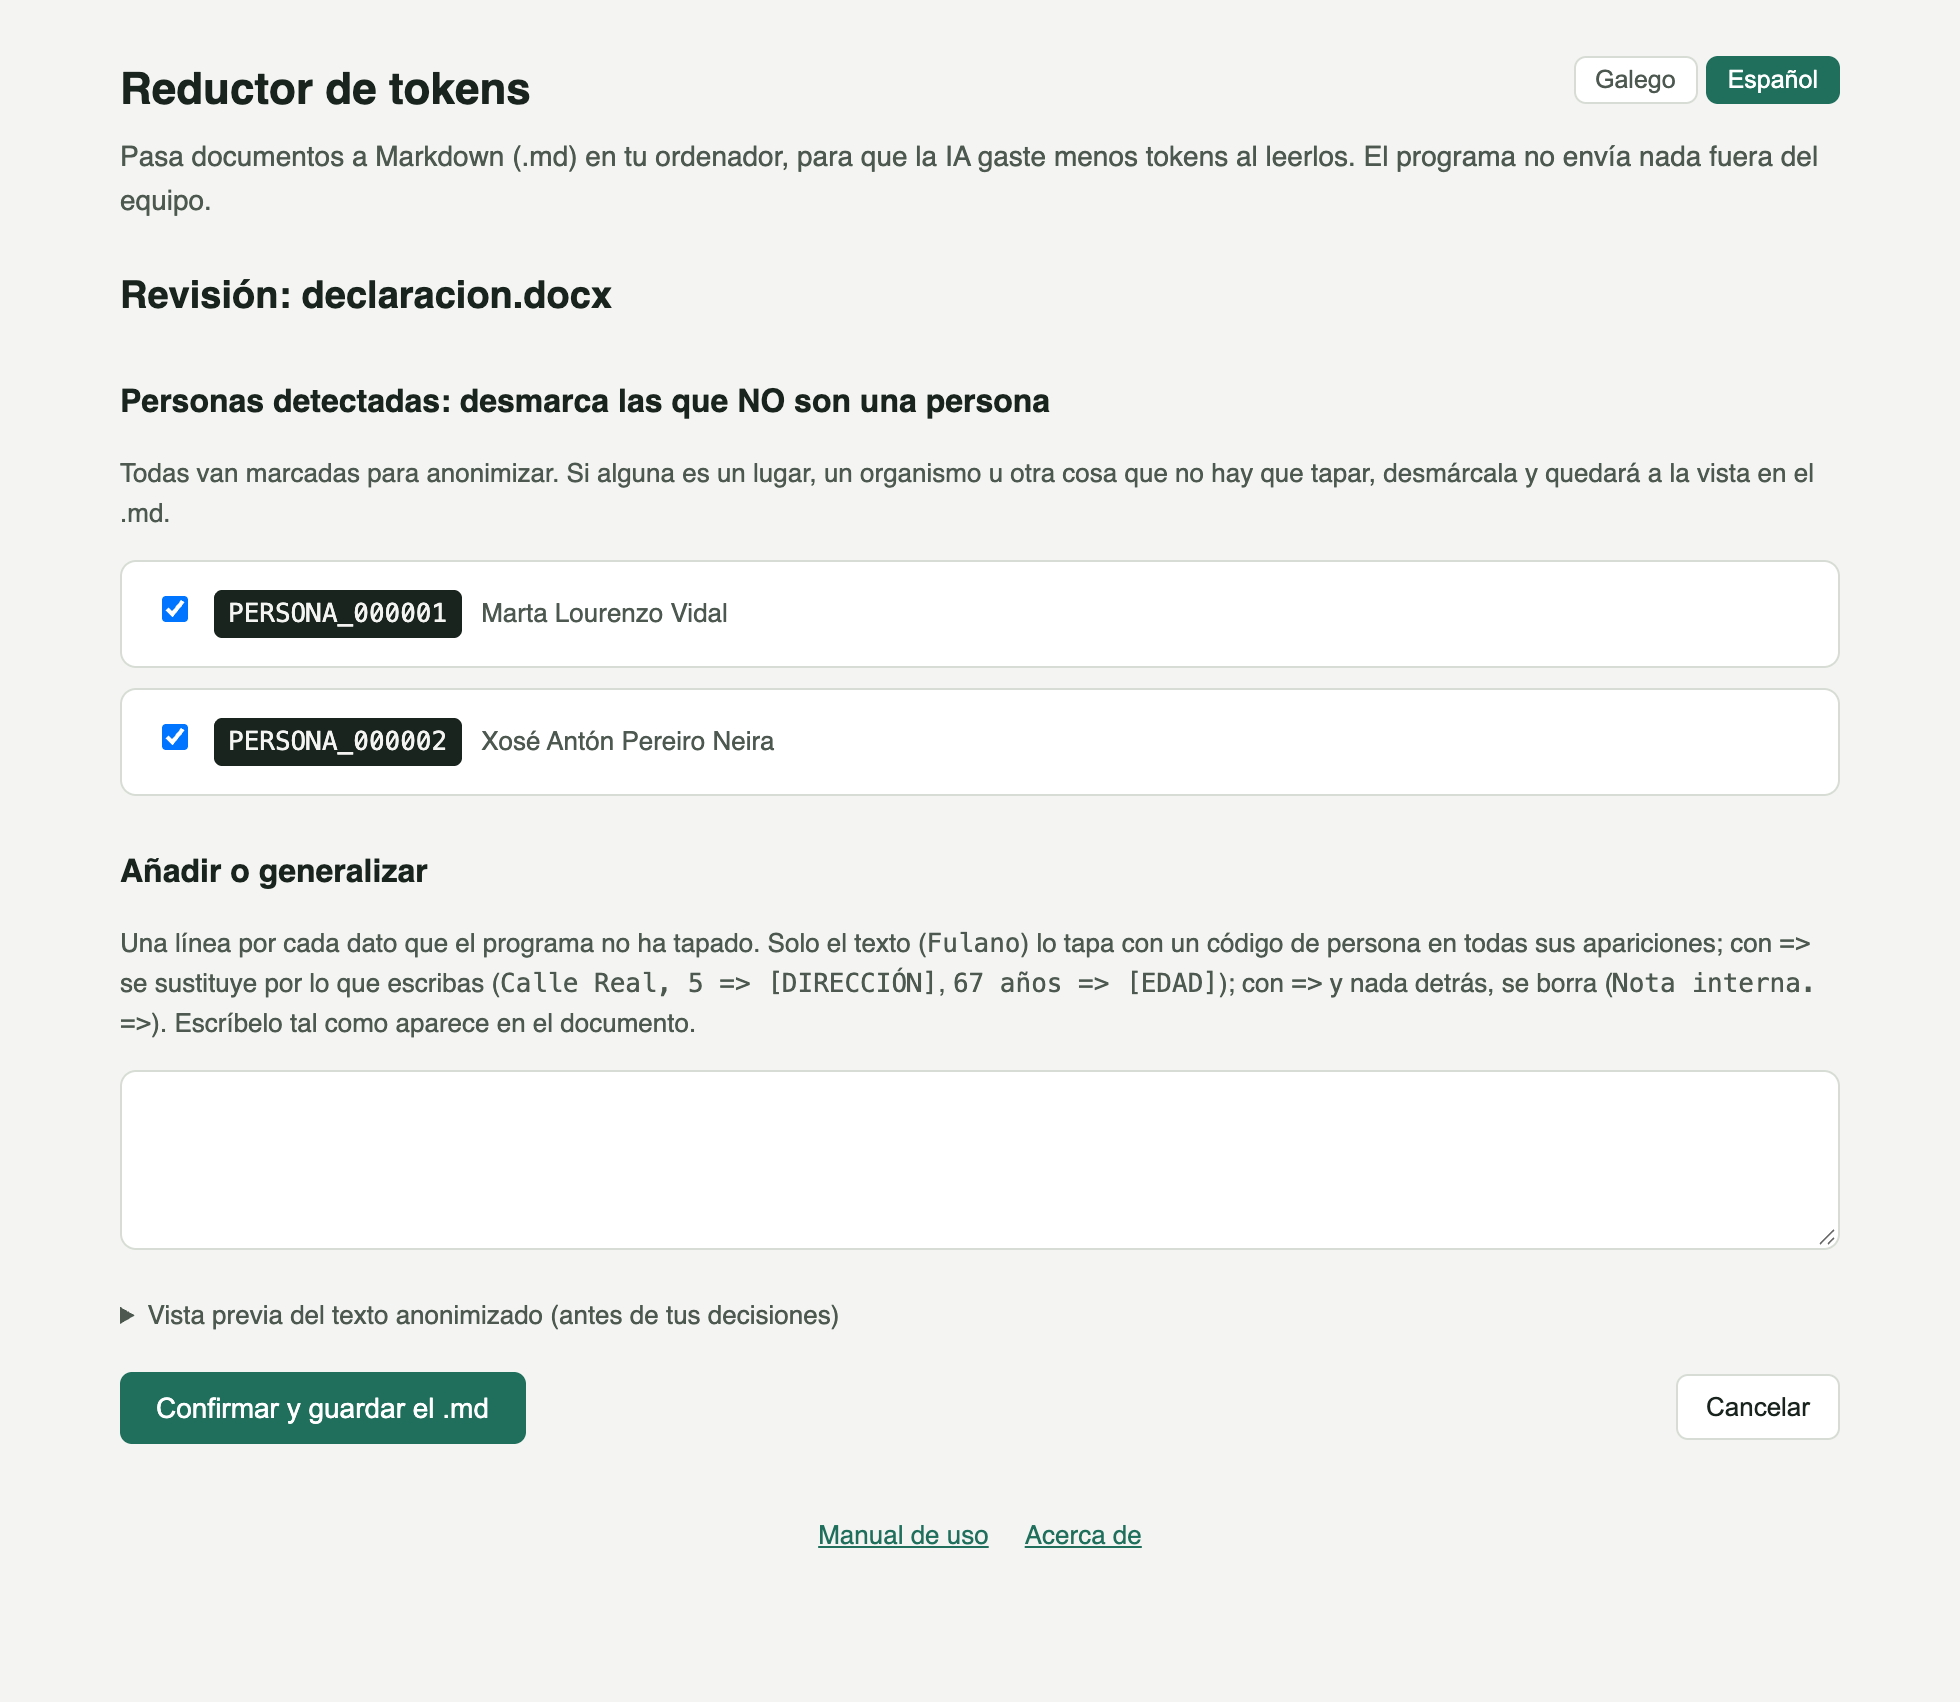 Reductor de tokens
Galego
Español
Pasa documentos a Markdown (.md) en tu ordenador, para que la IA gaste menos tokens al leerlos. El programa no envía nada fuera del
equipo.
Revisión: declaracion.docx
Personas detectadas: desmarca las que NO son una persona
Todas van marcadas para anonimizar. Si alguna es un lugar, un organismo u otra cosa que no hay que tapar, desmárcala y quedará a la vista en el
.md.
PERSONA_000001 Marta Lourenzo Vidal
PERSONA_000002 Xosé Antón Pereiro Neira
Añadir o generalizar
Una línea por cada dato que el programa no ha tapado. Solo el texto (Fulano) lo tapa con un código de persona en todas sus apariciones; con =>
se sustituye por lo que escribas (Calle Real, 5 => [DIRECCIÓN], 67 años => [EDAD]); con => y nada detrás, se borra (Nota interna.
=>). Escríbelo tal como aparece en el documento.
Vista previa del texto anonimizado (antes de tus decisiones)
Confirmar y guardar el .md
Cancelar
Manual de uso
Acerca de